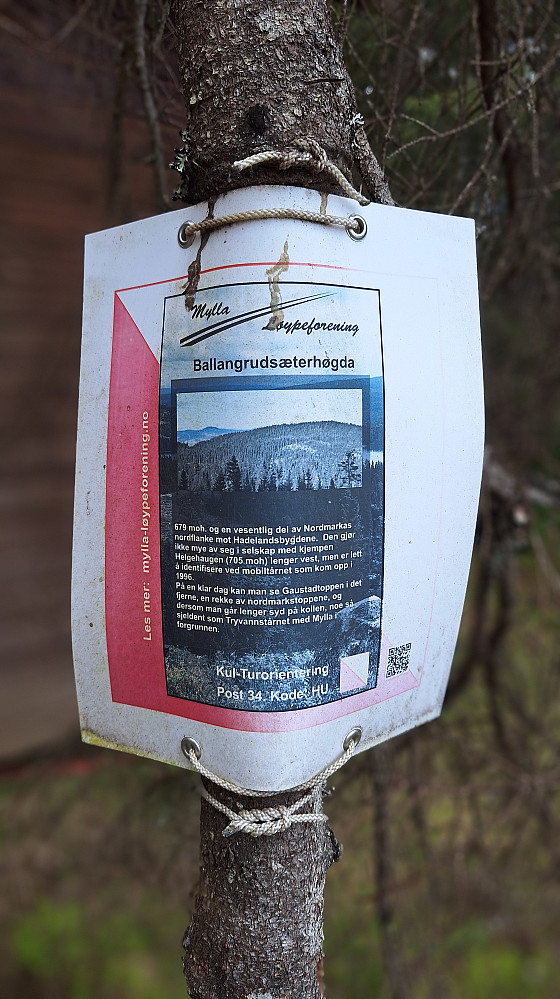 Mylla
Løypeforening
Ballangrudsæterhøgda
679 moh. og en vesentlig del av Nordmarkas
nordflanke mot Hadelandsbygdene. Den gjør
ikke mye av seg i selskap med kjempen
Helgehaugen (705 moh) lenger vest, men er lett
å identifisere ved mobiltårnet som kom opp i
1996.
På en klar dag kan man se Gaustadtoppen i det
fjerne, en rekke av nordmarkstoppene, og
dersom man går lenger syd på kollen, noe så
sjeldent som Tryvannstårnet med Mylla i
forgrunnen.
Kul-Turorientering
Post 34 Kode: HU
Les mer: mylla-løypeforening.no